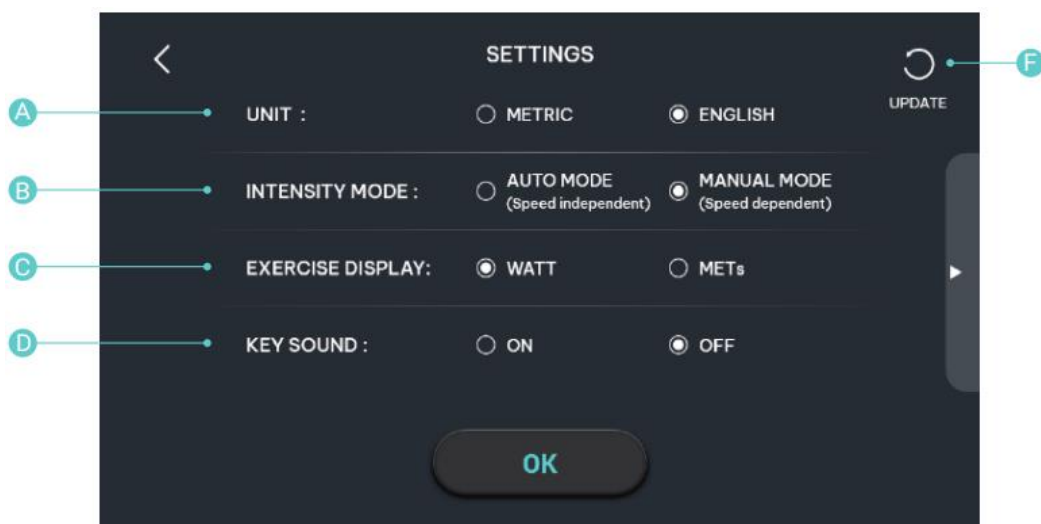 SETTINGS
F
UPDATE
A UNIT : METRIC ENGLISH
B INTENSITY MODE : AUTO MODE (Speed independent) MANUAL MODE (Speed dependent)
C EXERCISE DISPLAY: WATT METs
D KEY SOUND : ON OFF
OK